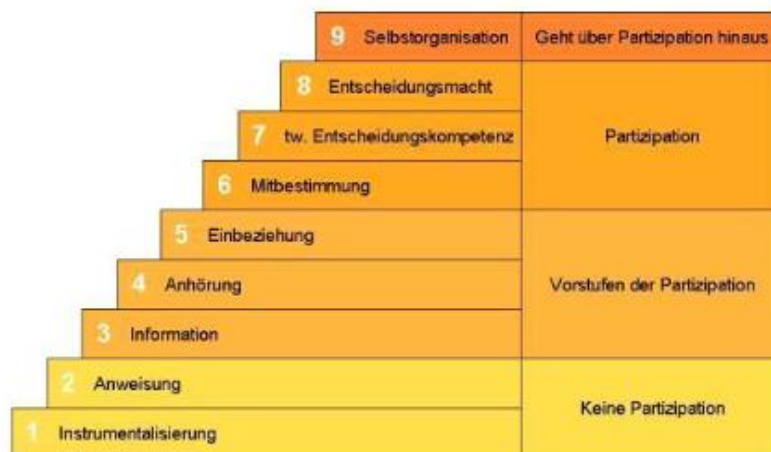 9 Selbstorganisation Geht über Partizipation hinaus
8 Entscheidungsmacht
7 tw. Entscheidungskompetenz Partizipation
6 Mitbestimmung
5 Einbeziehung
4 Anhörung Vorstufen der Partizipation
3 Information
2 Anweisung
Keine Partizipation
1 Instrumentalisierung